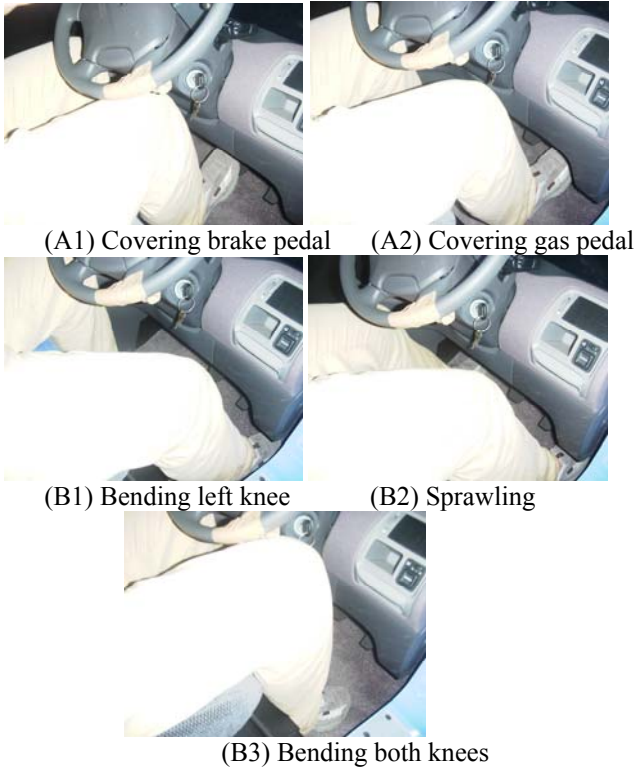 (A1) Covering brake pedal (A2) Covering gas pedal
(B1) Bending left knee (B2) Sprawling
(B3) Bending both knees